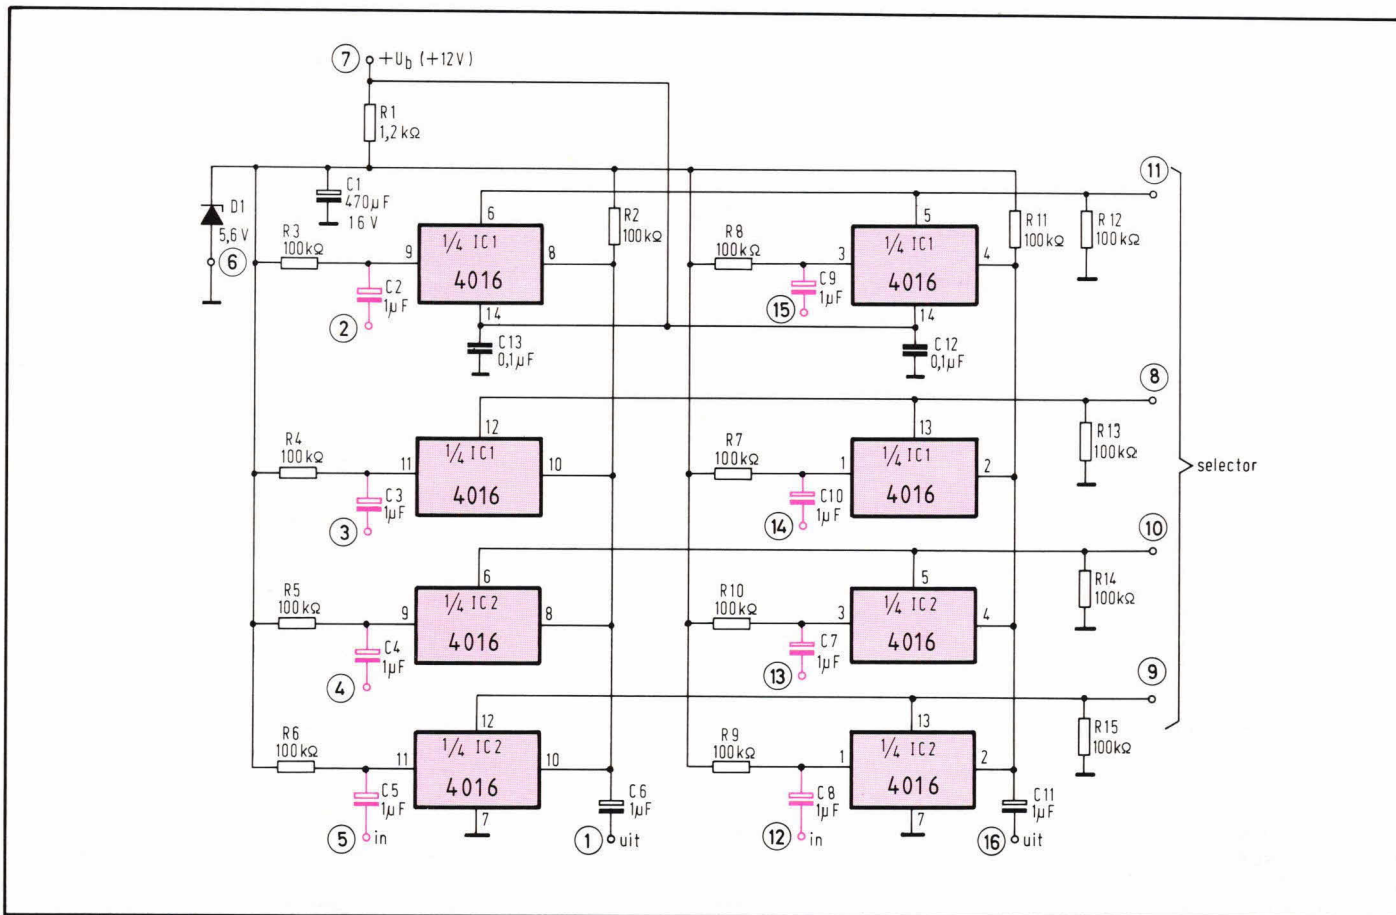 7 +Ub (+12V)
R1
1,2kΩ
11
C1
470µF
16V
D1
5,6V
6
R3
100kΩ
9
6
1/4 IC1
4016
8
14
R2
100kΩ
C2
1µF
2
C13
0,1µF
R8
100kΩ
3
5
1/4 IC1
4016
4
14
R11
100kΩ
R12
100kΩ
C9
1µF
15
C12
0,1µF
8
R4
100kΩ
11
12
1/4 IC1
4016
10
C3
1µF
3
R7
100kΩ
1
13
1/4 IC1
4016
2
C10
1µF
14
R13
100kΩ
selector
10
R5
100kΩ
9
6
1/4 IC2
4016
8
C4
1µF
4
R10
100kΩ
3
5
1/4 IC2
4016
4
C7
1µF
13
R14
100kΩ
9
R6
100kΩ
11
12
1/4 IC2
4016
10
7
C5
1µF
5 in
C6
1µF
1 uit
R9
100kΩ
1
13
1/4 IC2
4016
2
7
C8
1µF
12 in
C11
1µF
16 uit
R15
100kΩ